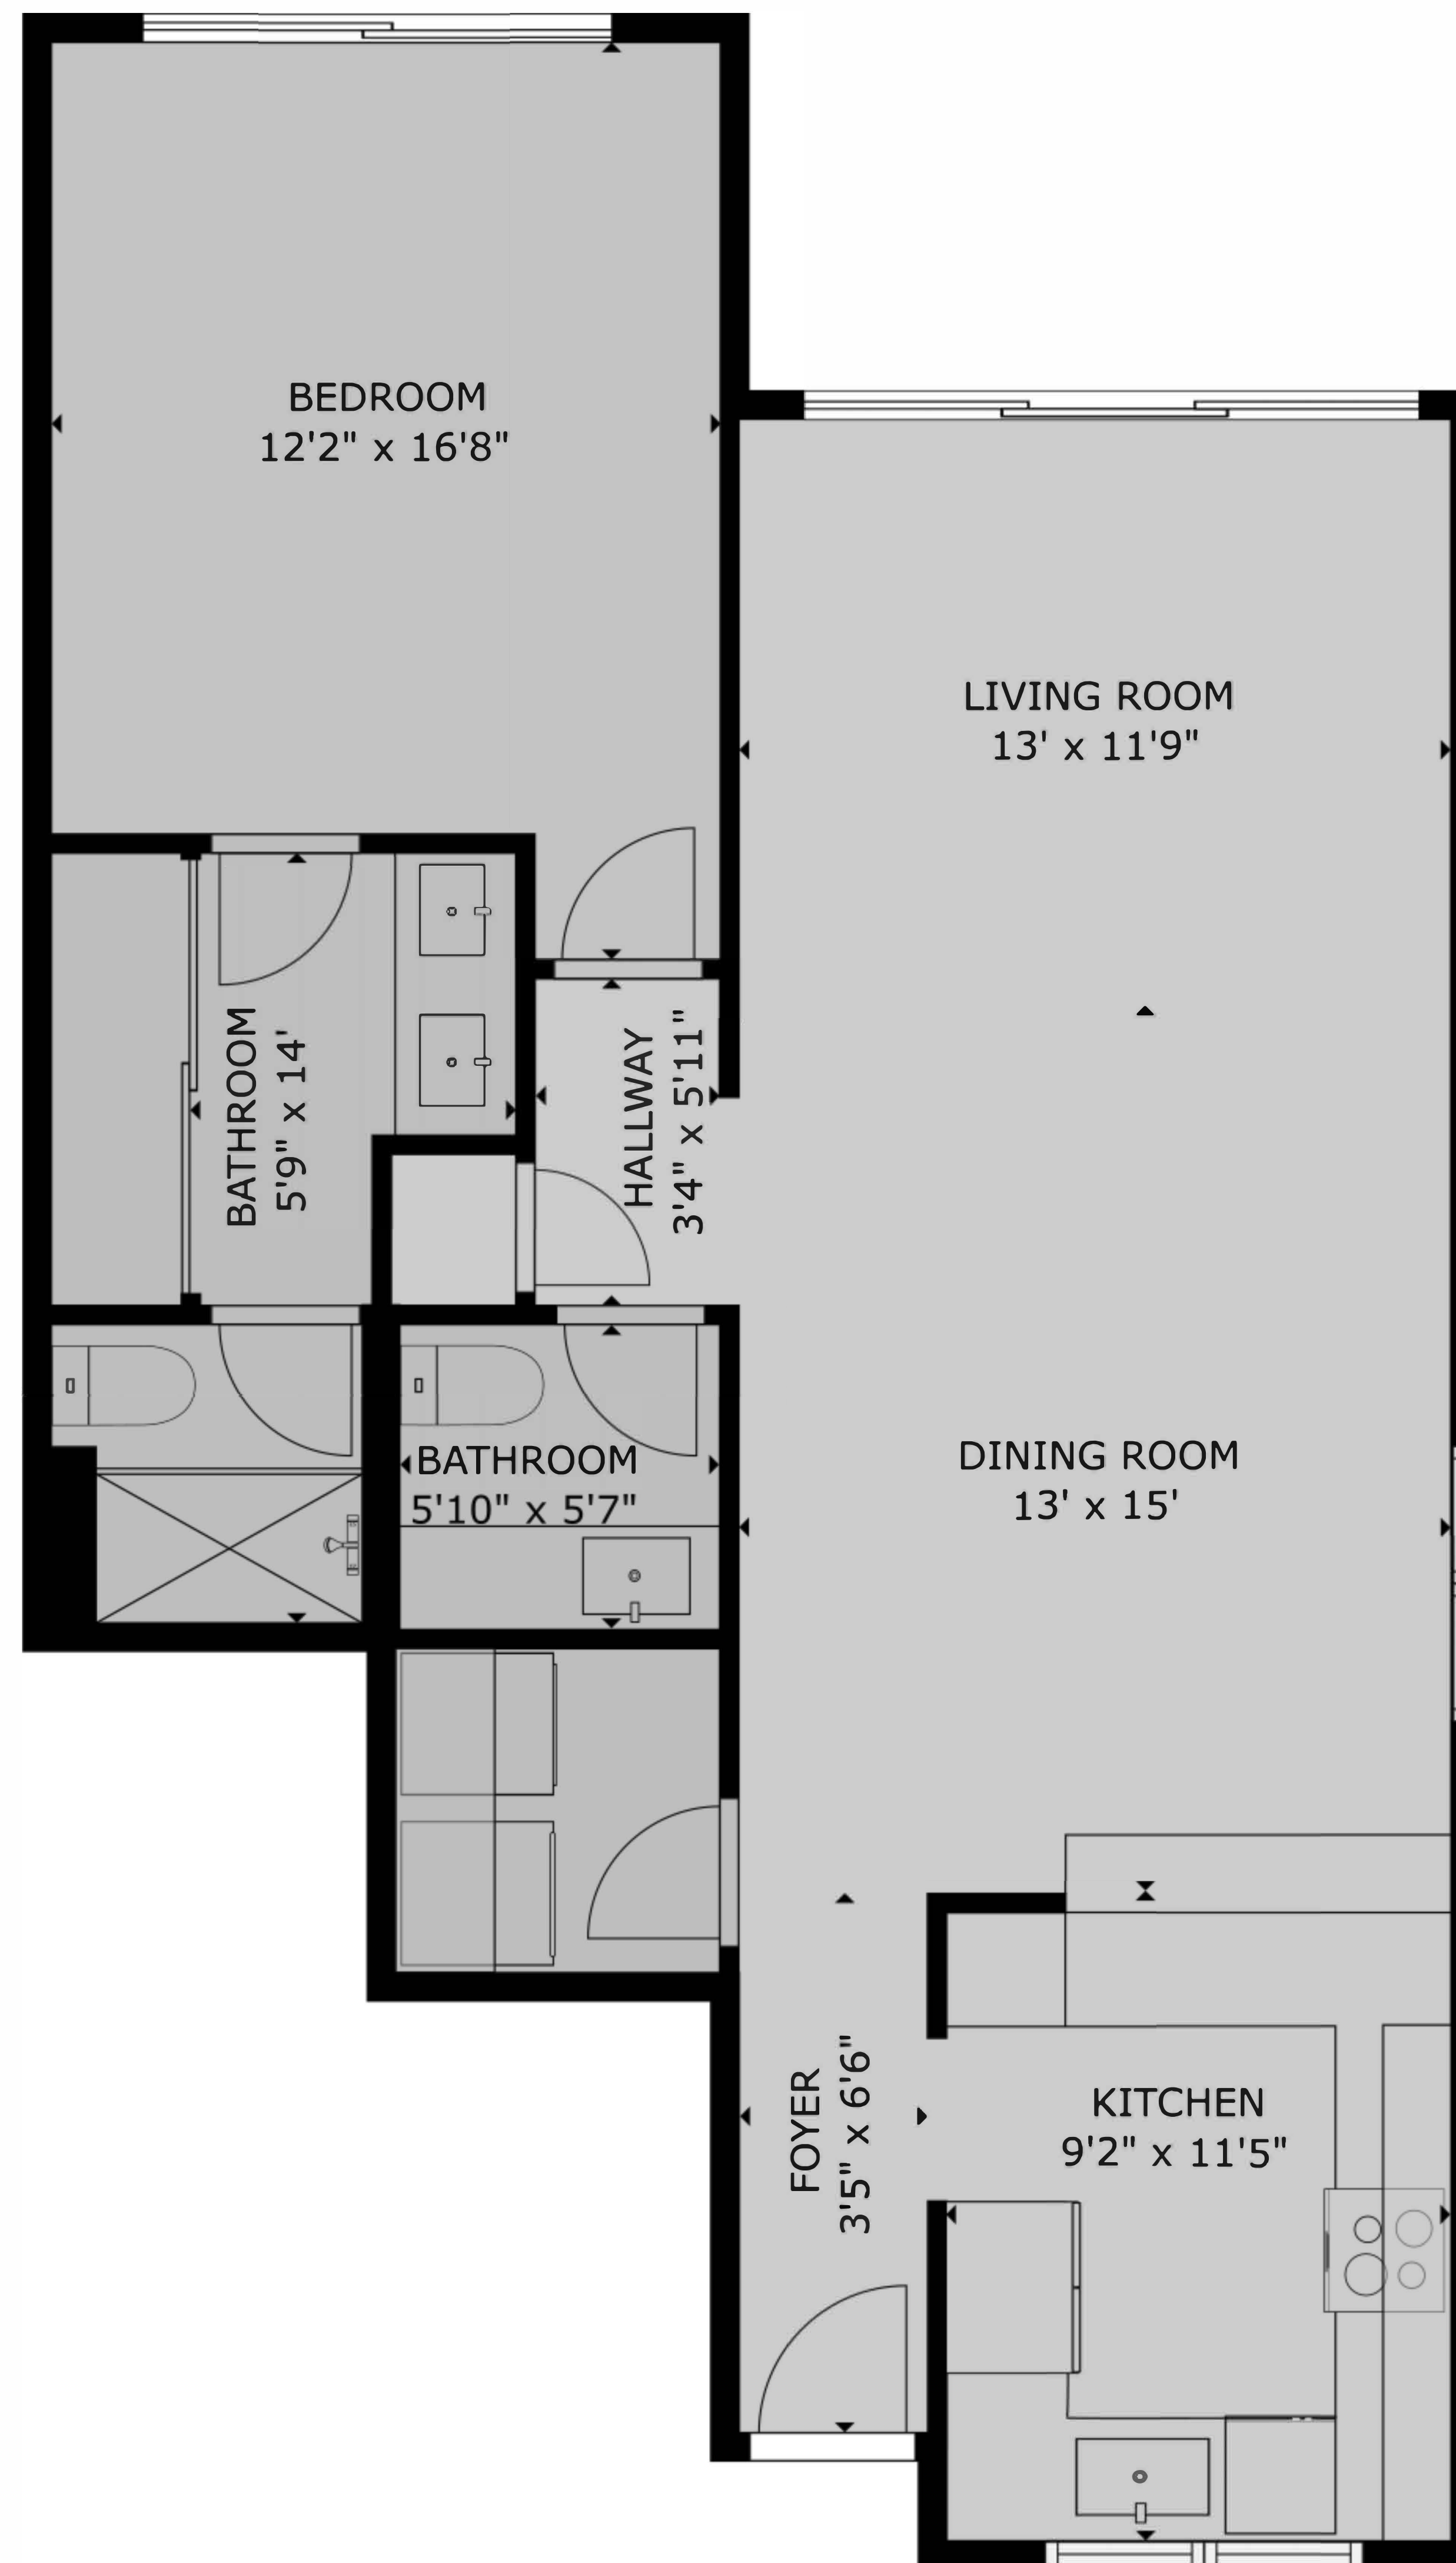 BEDROOM
12'2" x 16'8"
LIVING ROOM
13' x 11'9"
BATHROOM
5'9" x 14'
HALLWAY
3'4" x 5'11"
BATHROOM
5'10" x 5'7"
DINING ROOM
13' x 15'
FOYER
3'5" x 6'6"
KITCHEN
9'2" x 11'5"